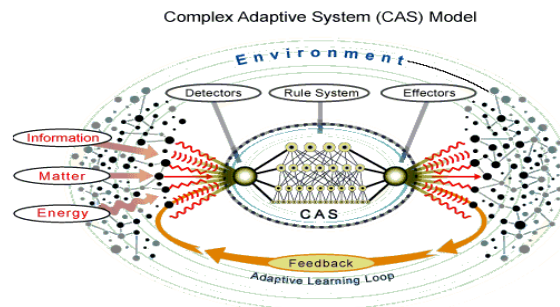 Complex Adaptive System (CAS) Model
Environment
Detectors
Rule System
Effectors
Information
Matter
Energy
CAS
Feedback
Adaptive Learning Loop